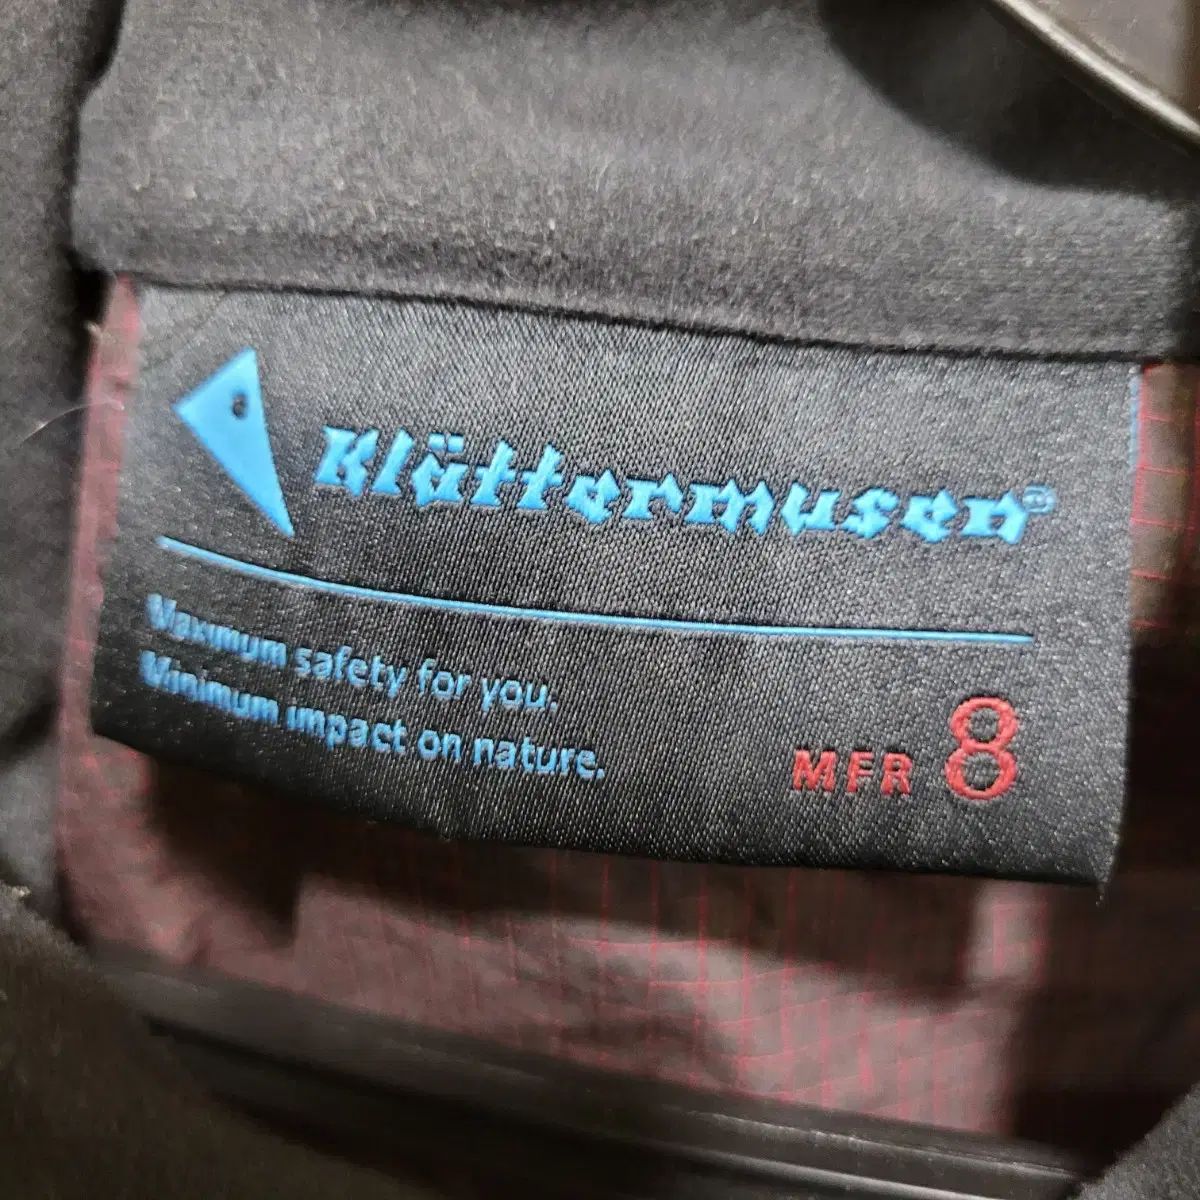 Klättermusen®
Maximum safety for you.
Minimum impact on nature.
MFR 8